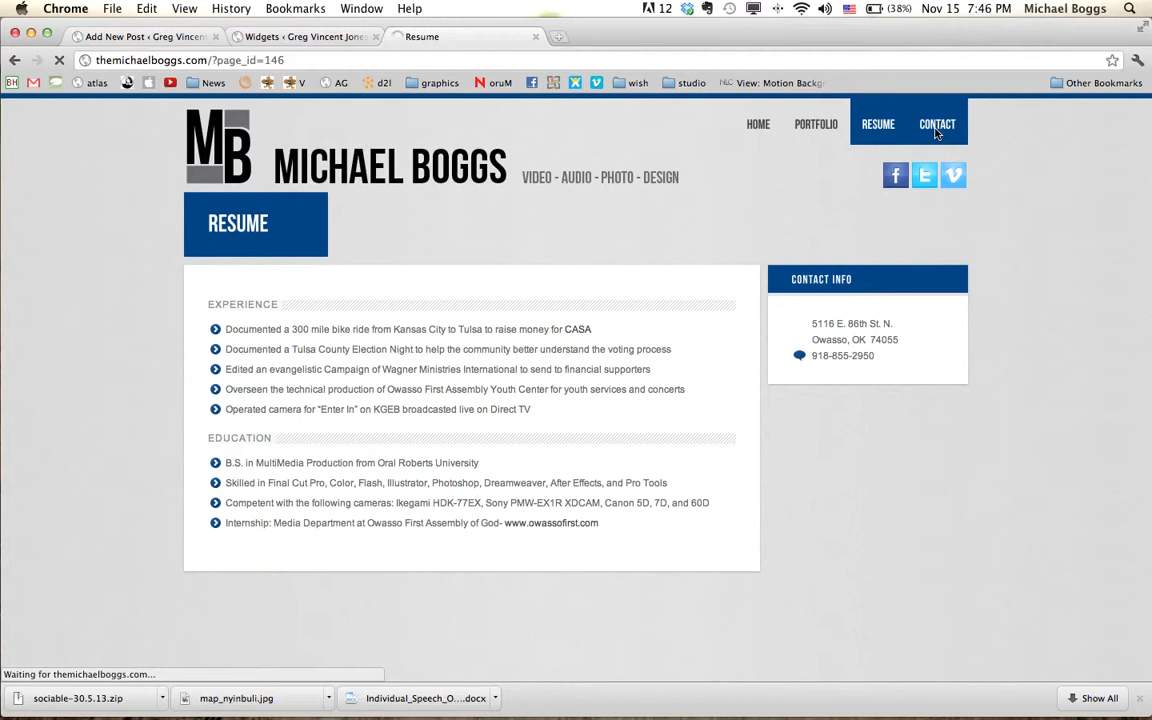 Chrome File Edit View History Bookmarks Window Help 12 (38%) Nov 15 7:46 PM Michael Boggs
Add New Post ‹ Greg Vincent Widgets ‹ Greg Vincent Jones Resume
themichaelboggs.com/?page_id=146
BH atlas News V AG d2l graphics oruM wish studio View: Motion Backg Other Bookmarks
HOME PORTFOLIO RESUME CONTACT
MB MICHAEL BOGGS VIDEO - AUDIO - PHOTO - DESIGN
RESUME
CONTACT INFO
5116 E. 86th St. N.
Owasso, OK 74055
918-855-2950
EXPERIENCE
Documented a 300 mile bike ride from Kansas City to Tulsa to raise money for CASA
Documented a Tulsa County Election Night to help the community better understand the voting process
Edited an evangelistic Campaign of Wagner Ministries International to send to financial supporters
Overseen the technical production of Owasso First Assembly Youth Center for youth services and concerts
Operated camera for “Enter In” on KGEB broadcasted live on Direct TV
EDUCATION
B.S. in MultiMedia Production from Oral Roberts University
Skilled in Final Cut Pro, Color, Flash, Illustrator, Photoshop, Dreamweaver, After Effects, and Pro Tools
Competent with the following cameras: Ikegami HDK-77EX, Sony PMW-EX1R XDCAM, Canon 5D, 7D, and 60D
Internship: Media Department at Owasso First Assembly of God- www.owassofirst.com
Waiting for themichaelboggs.com...
sociable-30.5.13.zip map_nyinbuli.jpg Individual_Speech_O....docx Show All